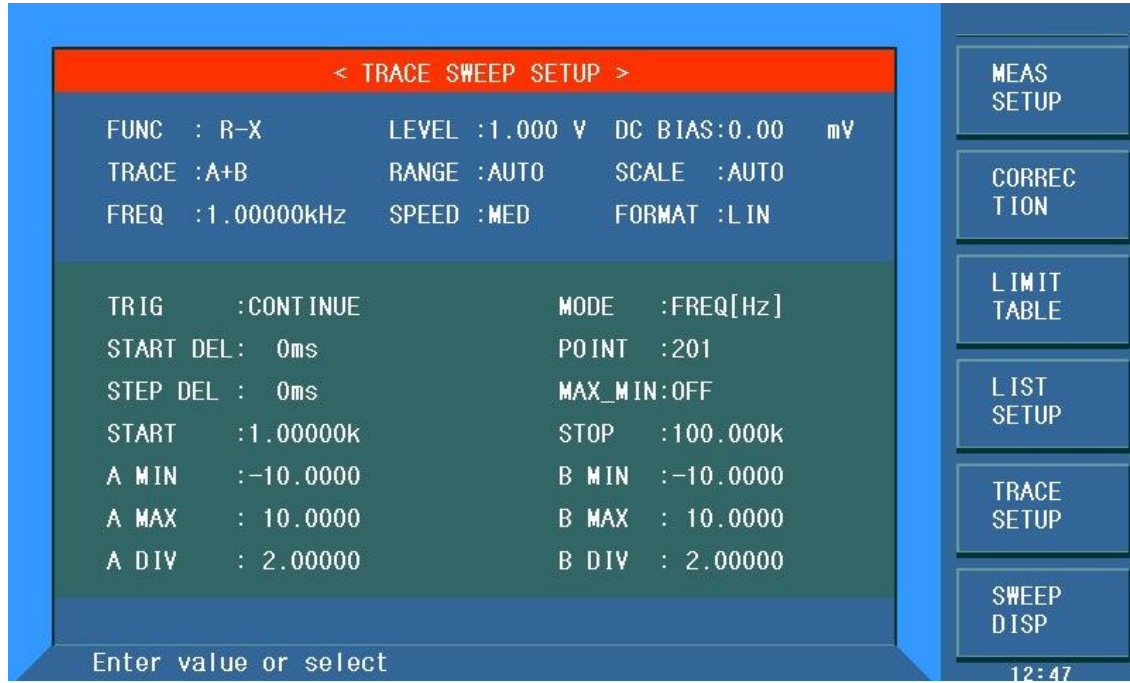 < TRACE SWEEP SETUP >
FUNC : R-X LEVEL :1.000 V DC BIAS:0.00 mV
TRACE :A+B RANGE :AUTO SCALE :AUTO
FREQ :1.00000kHz SPEED :MED FORMAT :LIN
TRIG :CONTINUE MODE :FREQ[Hz]
START DEL: 0ms POINT :201
STEP DEL : 0ms MAX_MIN:OFF
START :1.00000k STOP :100.000k
A MIN :-10.0000 B MIN :-10.0000
A MAX : 10.0000 B MAX : 10.0000
A DIV : 2.00000 B DIV : 2.00000
Enter value or select
MEAS
SETUP
CORREC
TION
LIMIT
TABLE
LIST
SETUP
TRACE
SETUP
SWEEP
DISP
12:47